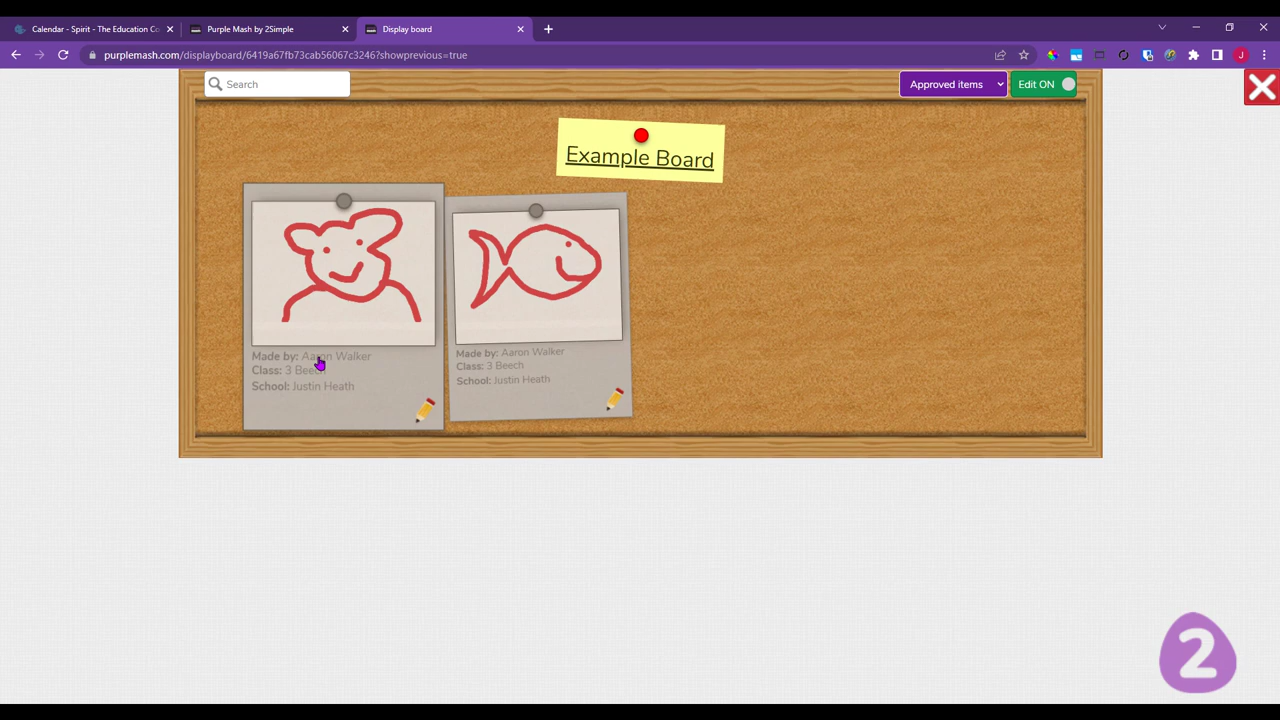 Calendar - Spirit - The Education Co
Purple Mash by 2Simple
Display board
purplemash.com/displayboard/6419a67fb73cab56067c3246?showprevious=true
J
Search
Approved items
Edit ON
Example Board
Made by: Aaron Walker
Class: 3 Beech
School: Justin Heath
Made by: Aaron Walker
Class: 3 Beech
School: Justin Heath
2